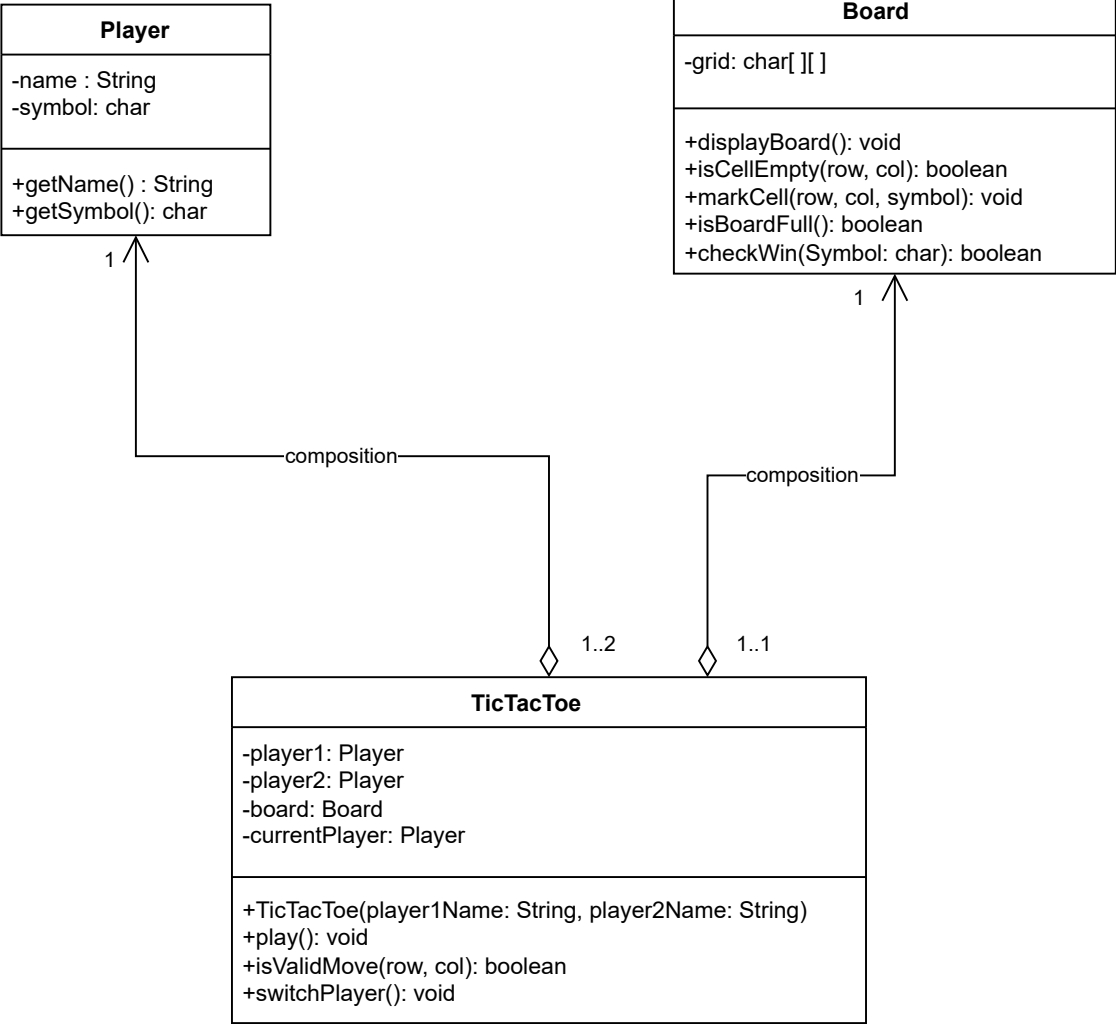 Player
-name : String
-symbol: char
+getName() : String
+getSymbol(): char
Board
-grid: char[ ][ ]
+displayBoard(): void
+isCellEmpty(row, col): boolean
+markCell(row, col, symbol): void
+isBoardFull(): boolean
+checkWin(Symbol: char): boolean
1
1
composition
composition
1..2
1..1
TicTacToe
-player1: Player
-player2: Player
-board: Board
-currentPlayer: Player
+TicTacToe(player1Name: String, player2Name: String)
+play(): void
+isValidMove(row, col): boolean
+switchPlayer(): void